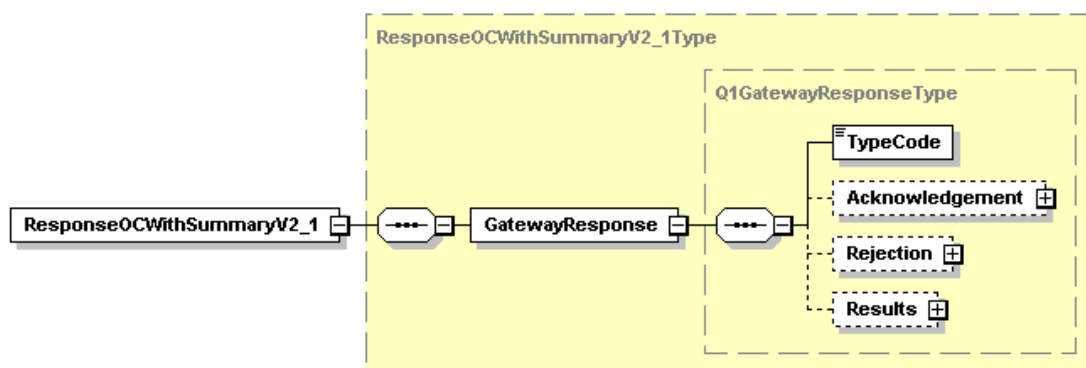 ResponseOCWithSummaryV2_1Type
Q1GatewayResponseType
TypeCode
Acknowledgement
ResponseOCWithSummaryV2_1
GatewayResponse
Rejection
Results